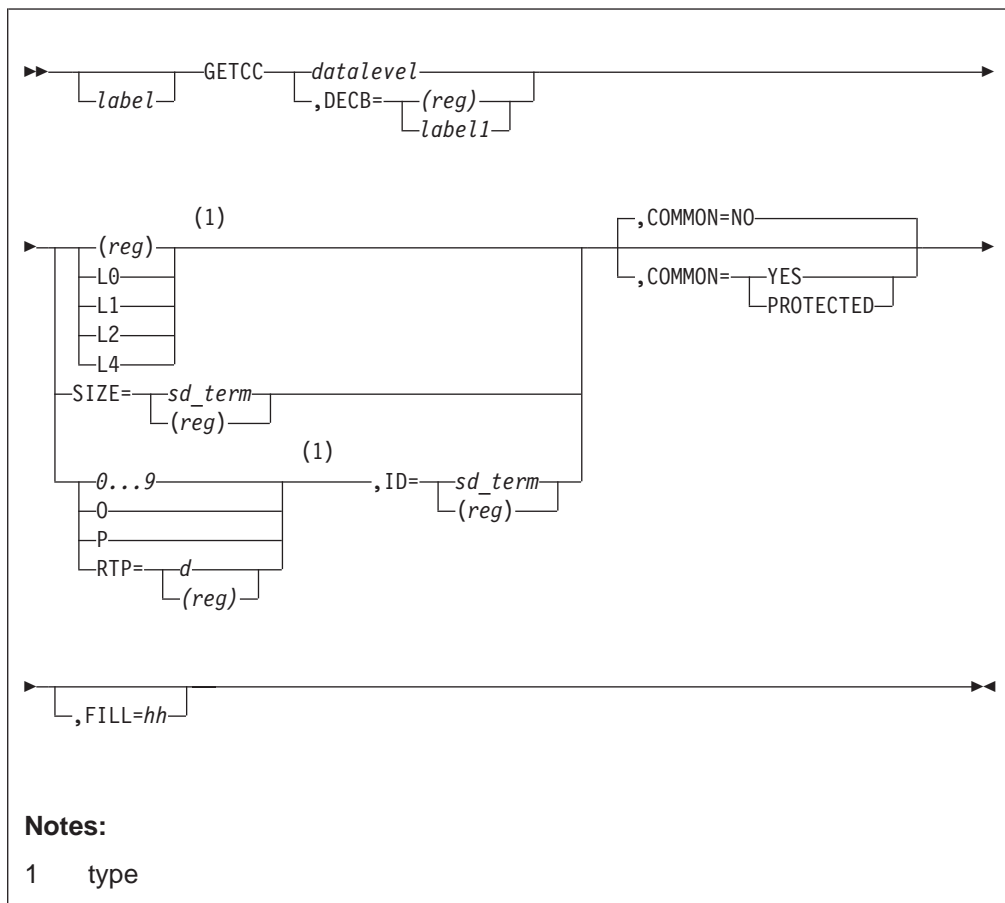 GETCC datalevel
label ,DECB= (reg)
label1
(1)
(reg) ,COMMON=NO
L0 ,COMMON= YES
L1 PROTECTED
L2
L4
SIZE= sd_term
(reg)
(1)
0...9 ,ID= sd_term
O (reg)
P
RTP= d
(reg)
,FILL=hh
Notes:
1 type